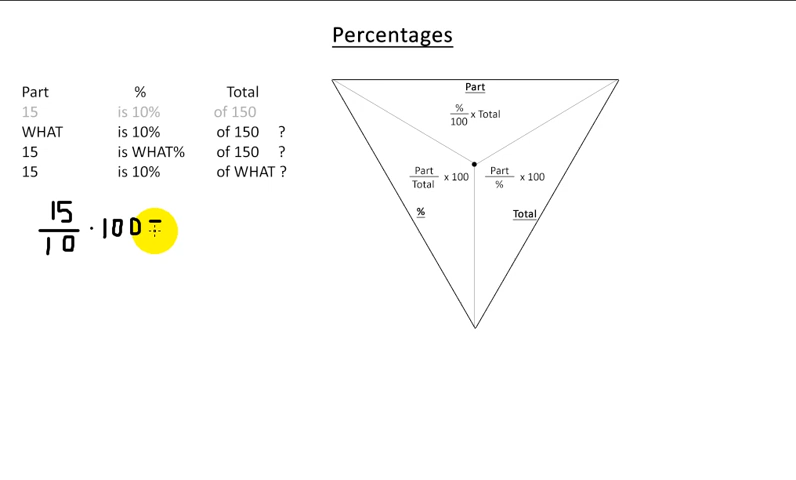 Percentages
Part % Total
15 is 10% of 150
WHAT is 10% of 150 ?
15 is WHAT% of 150 ?
15 is 10% of WHAT ?
15
10
· 100 =
Part
%
100
x Total
Part
Total
x 100
Part
%
x 100
%
Total